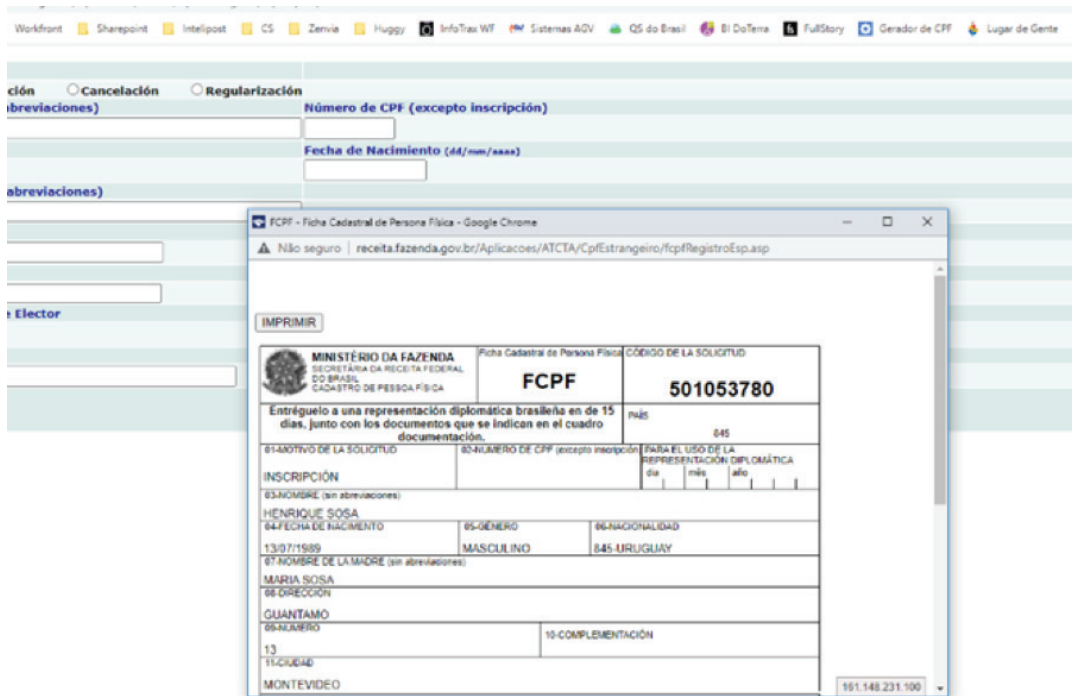 Workfront Sharepoint Intelipost CS Zenvia Huggy InfoTrax WF Sistemas AGV QS do Brasil BI DoTerra FullStory Gerador de CPF Lugar de Gente
ción Cancelación Regularización
abreviaciones) Número de CPF (excepto inscripción)
Fecha de Nacimiento (dd/mm/aaaa)
abreviaciones)
e Elector
FCPF - Ficha Cadastral de Persona Física - Google Chrome
Não seguro | receita.fazenda.gov.br/Aplicacoes/ATCTA/CpfEstrangeiro/fcpfRegistroEsp.asp
IMPRIMIR
MINISTÉRIO DA FAZENDA
SECRETÁRIA DA RECEITA FEDERAL
DO BRASIL
CADASTRO DE PESSOA FÍSICA
Ficha Cadastral de Persona Física
FCPF
CÓDIGO DE LA SOLICITUD
501053780
Entréguelo a una representación diplomática brasileña en de 15
días, junto con los documentos que se indican en el cuadro
documentación.
PAÍS
845
01-MOTIVO DE LA SOLICITUD
INSCRIPCIÓN
02-NUMERO DE CPF (excepto inscripción)
PARA EL USO DE LA
REPRESENTACIÓN DIPLOMÁTICA
dia mês año
03-NOMBRE (sin abreviaciones)
HENRIQUE SOSA
04-FECHA DE NACIMENTO 05-GÉNERO 06-NACIONALIDAD
13/07/1989 MASCULINO 845-URUGUAY
07-NOMBRE DE LA MADRE (sin abreviaciones)
MARIA SOSA
08-DIRECCIÓN
GUANTAMO
09-NUMERO 10-COMPLEMENTACIÓN
13
11-CIUDAD
MONTEVIDEO
161.148.231.100